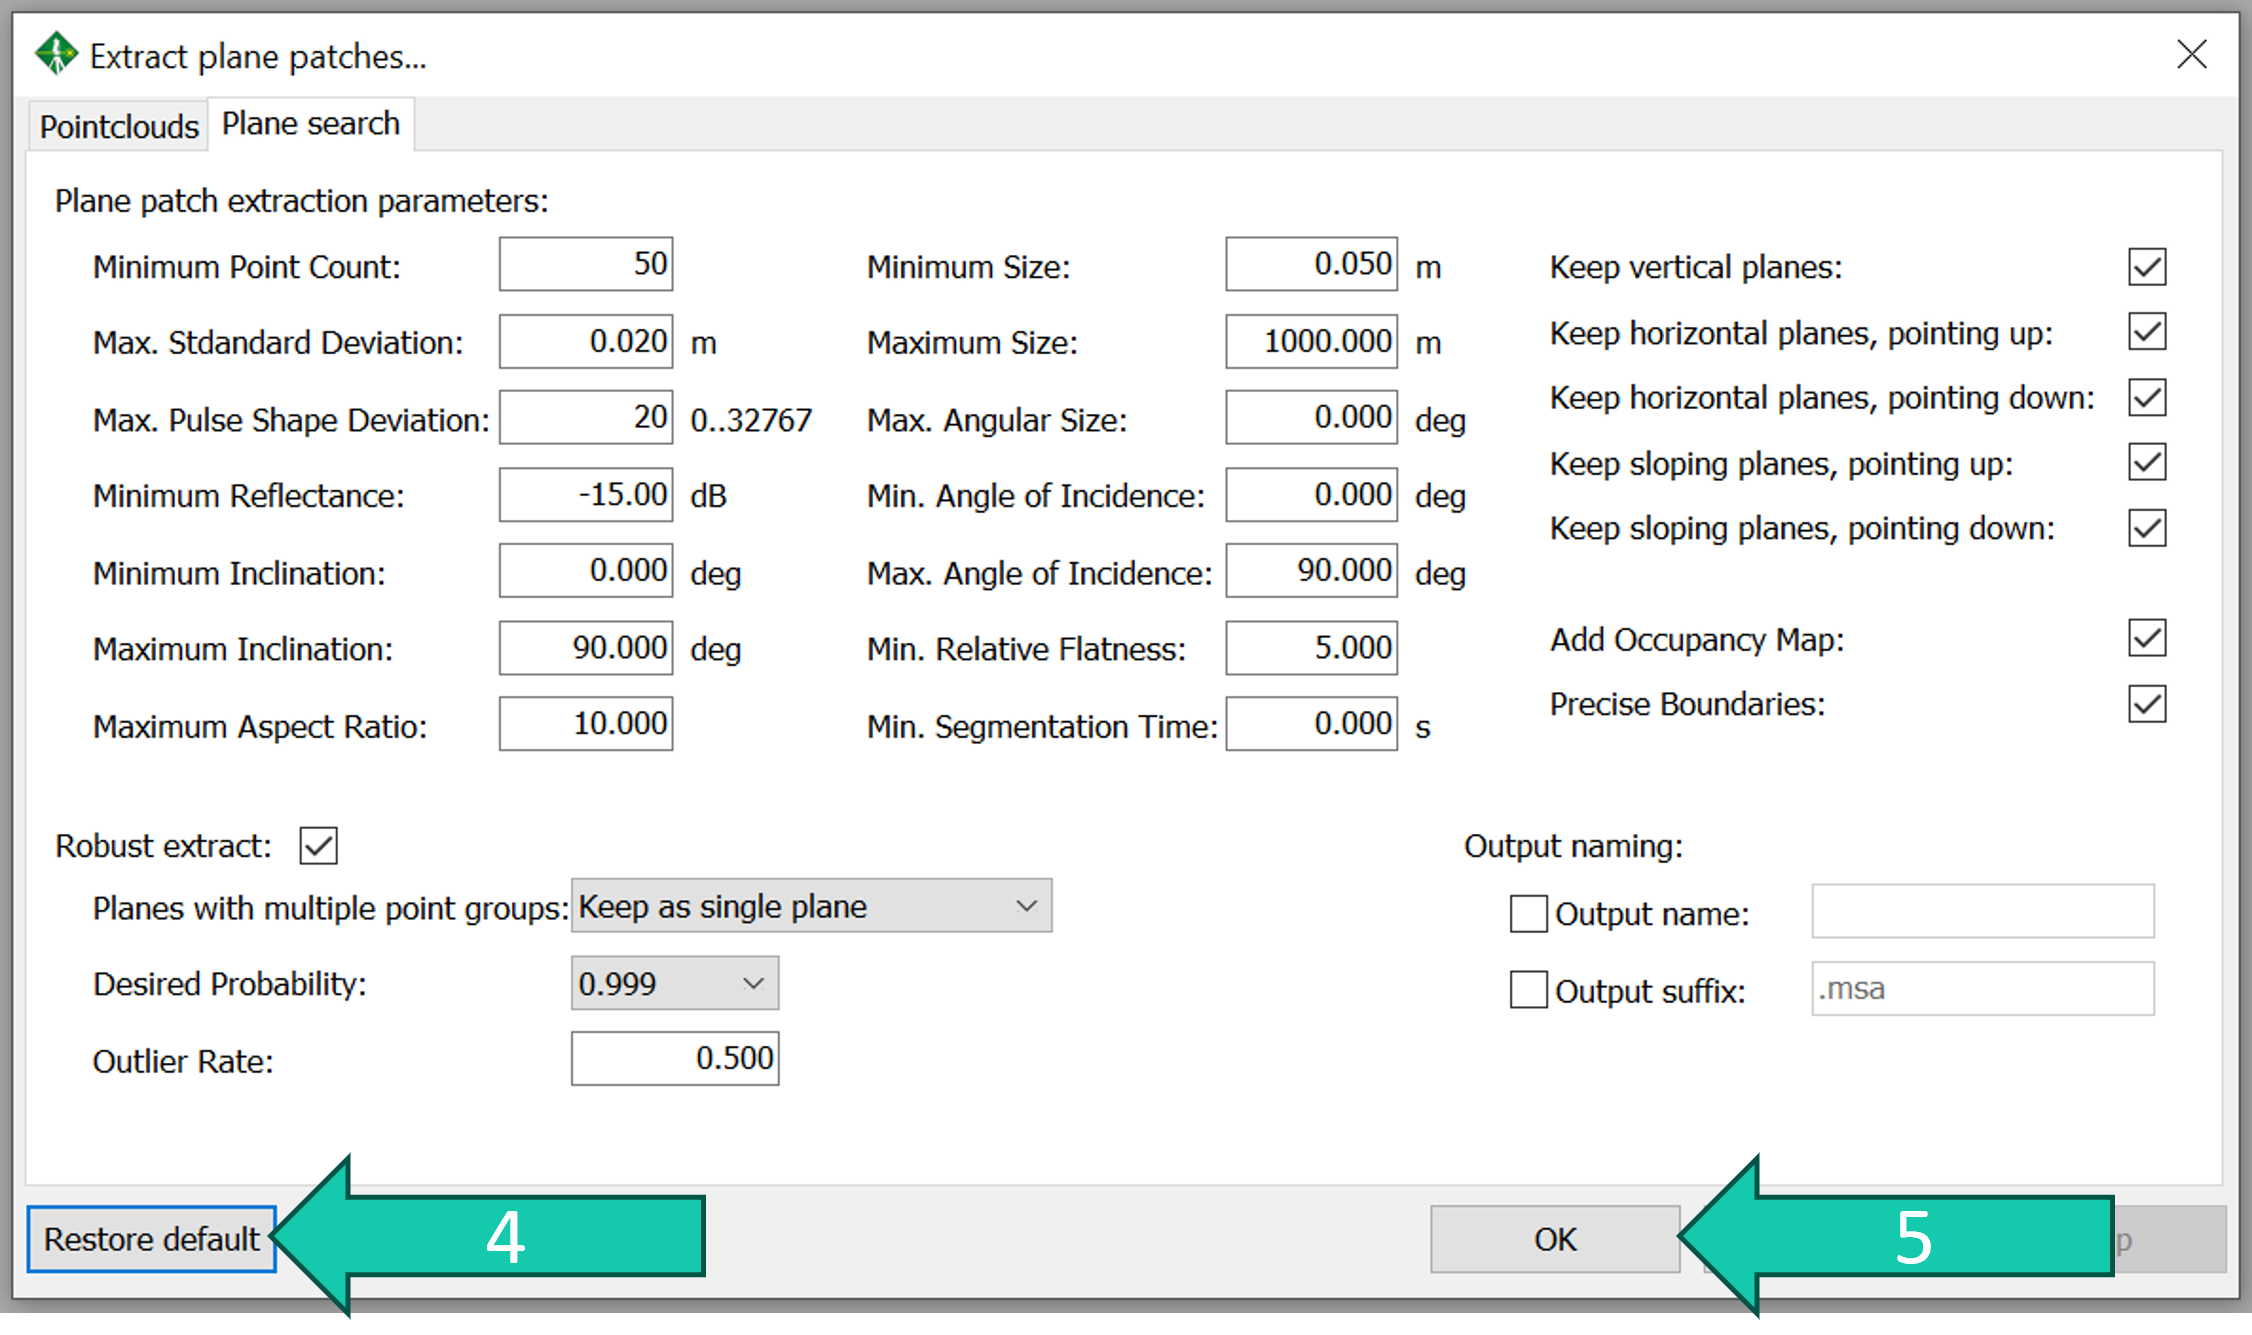 Extract plane patches...
Pointclouds
Plane search
Plane patch extraction parameters:
Minimum Point Count: 50
Max. Stdandard Deviation: 0.020 m
Max. Pulse Shape Deviation: 20 0..32767
Minimum Reflectance: -15.00 dB
Minimum Inclination: 0.000 deg
Maximum Inclination: 90.000 deg
Maximum Aspect Ratio: 10.000
Minimum Size: 0.050 m
Maximum Size: 1000.000 m
Max. Angular Size: 0.000 deg
Min. Angle of Incidence: 0.000 deg
Max. Angle of Incidence: 90.000 deg
Min. Relative Flatness: 5.000
Min. Segmentation Time: 0.000 s
Keep vertical planes:
Keep horizontal planes, pointing up:
Keep horizontal planes, pointing down:
Keep sloping planes, pointing up:
Keep sloping planes, pointing down:
Add Occupancy Map:
Precise Boundaries:
Robust extract:
Planes with multiple point groups: Keep as single plane
Desired Probability: 0.999
Outlier Rate: 0.500
Output naming:
Output name:
Output suffix: .msa
Restore default
4
OK
5
p